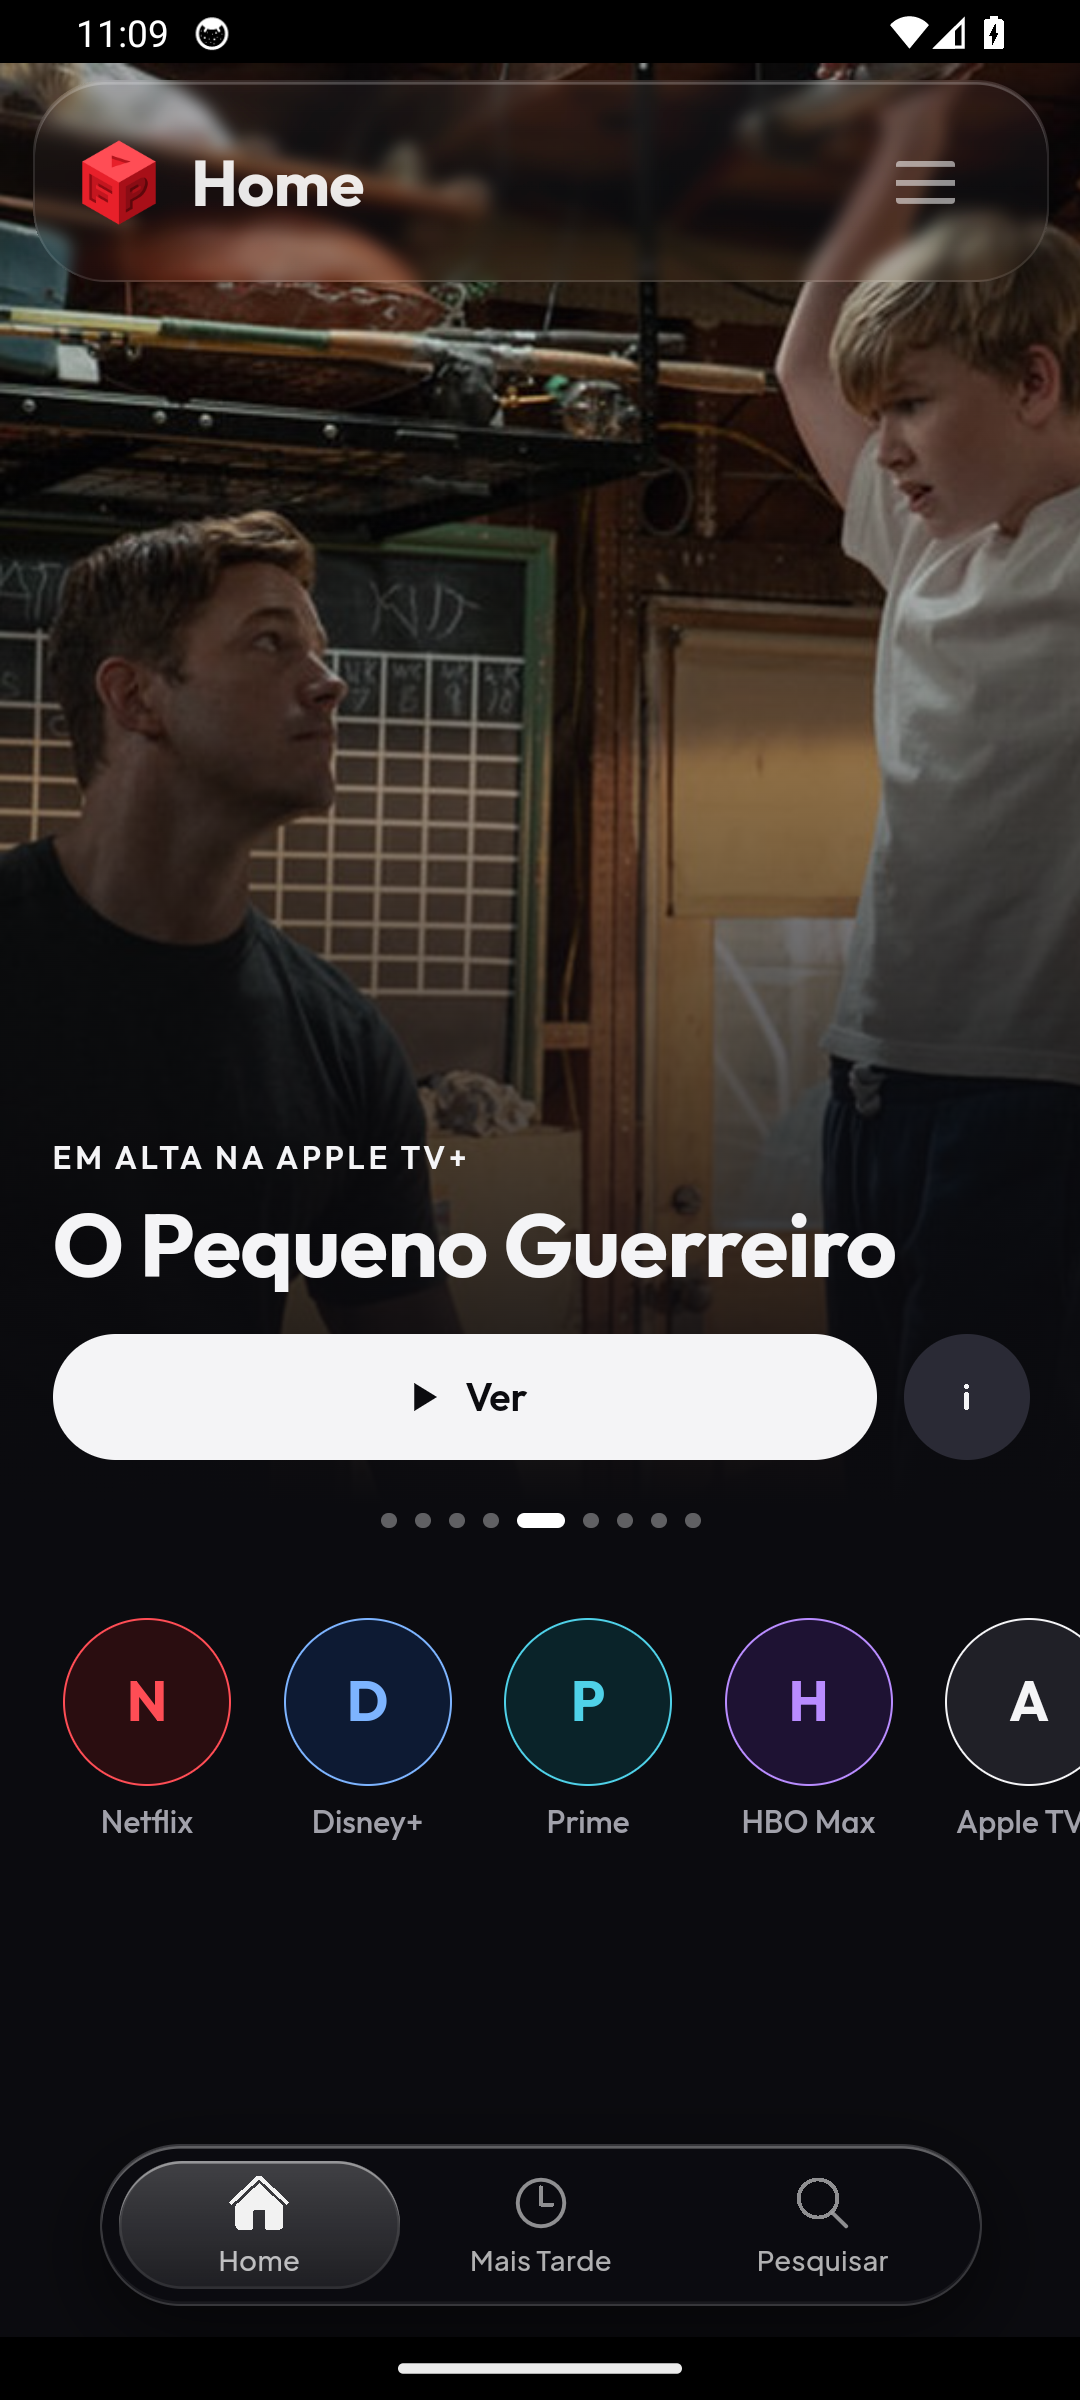 11:09
Home
KID
EM ALTA NA APPLE TV+
O Pequeno Guerreiro
Ver
N
D
P
H
A
Netflix
Disney+
Prime
HBO Max
Apple TV
Home
Mais Tarde
Pesquisar